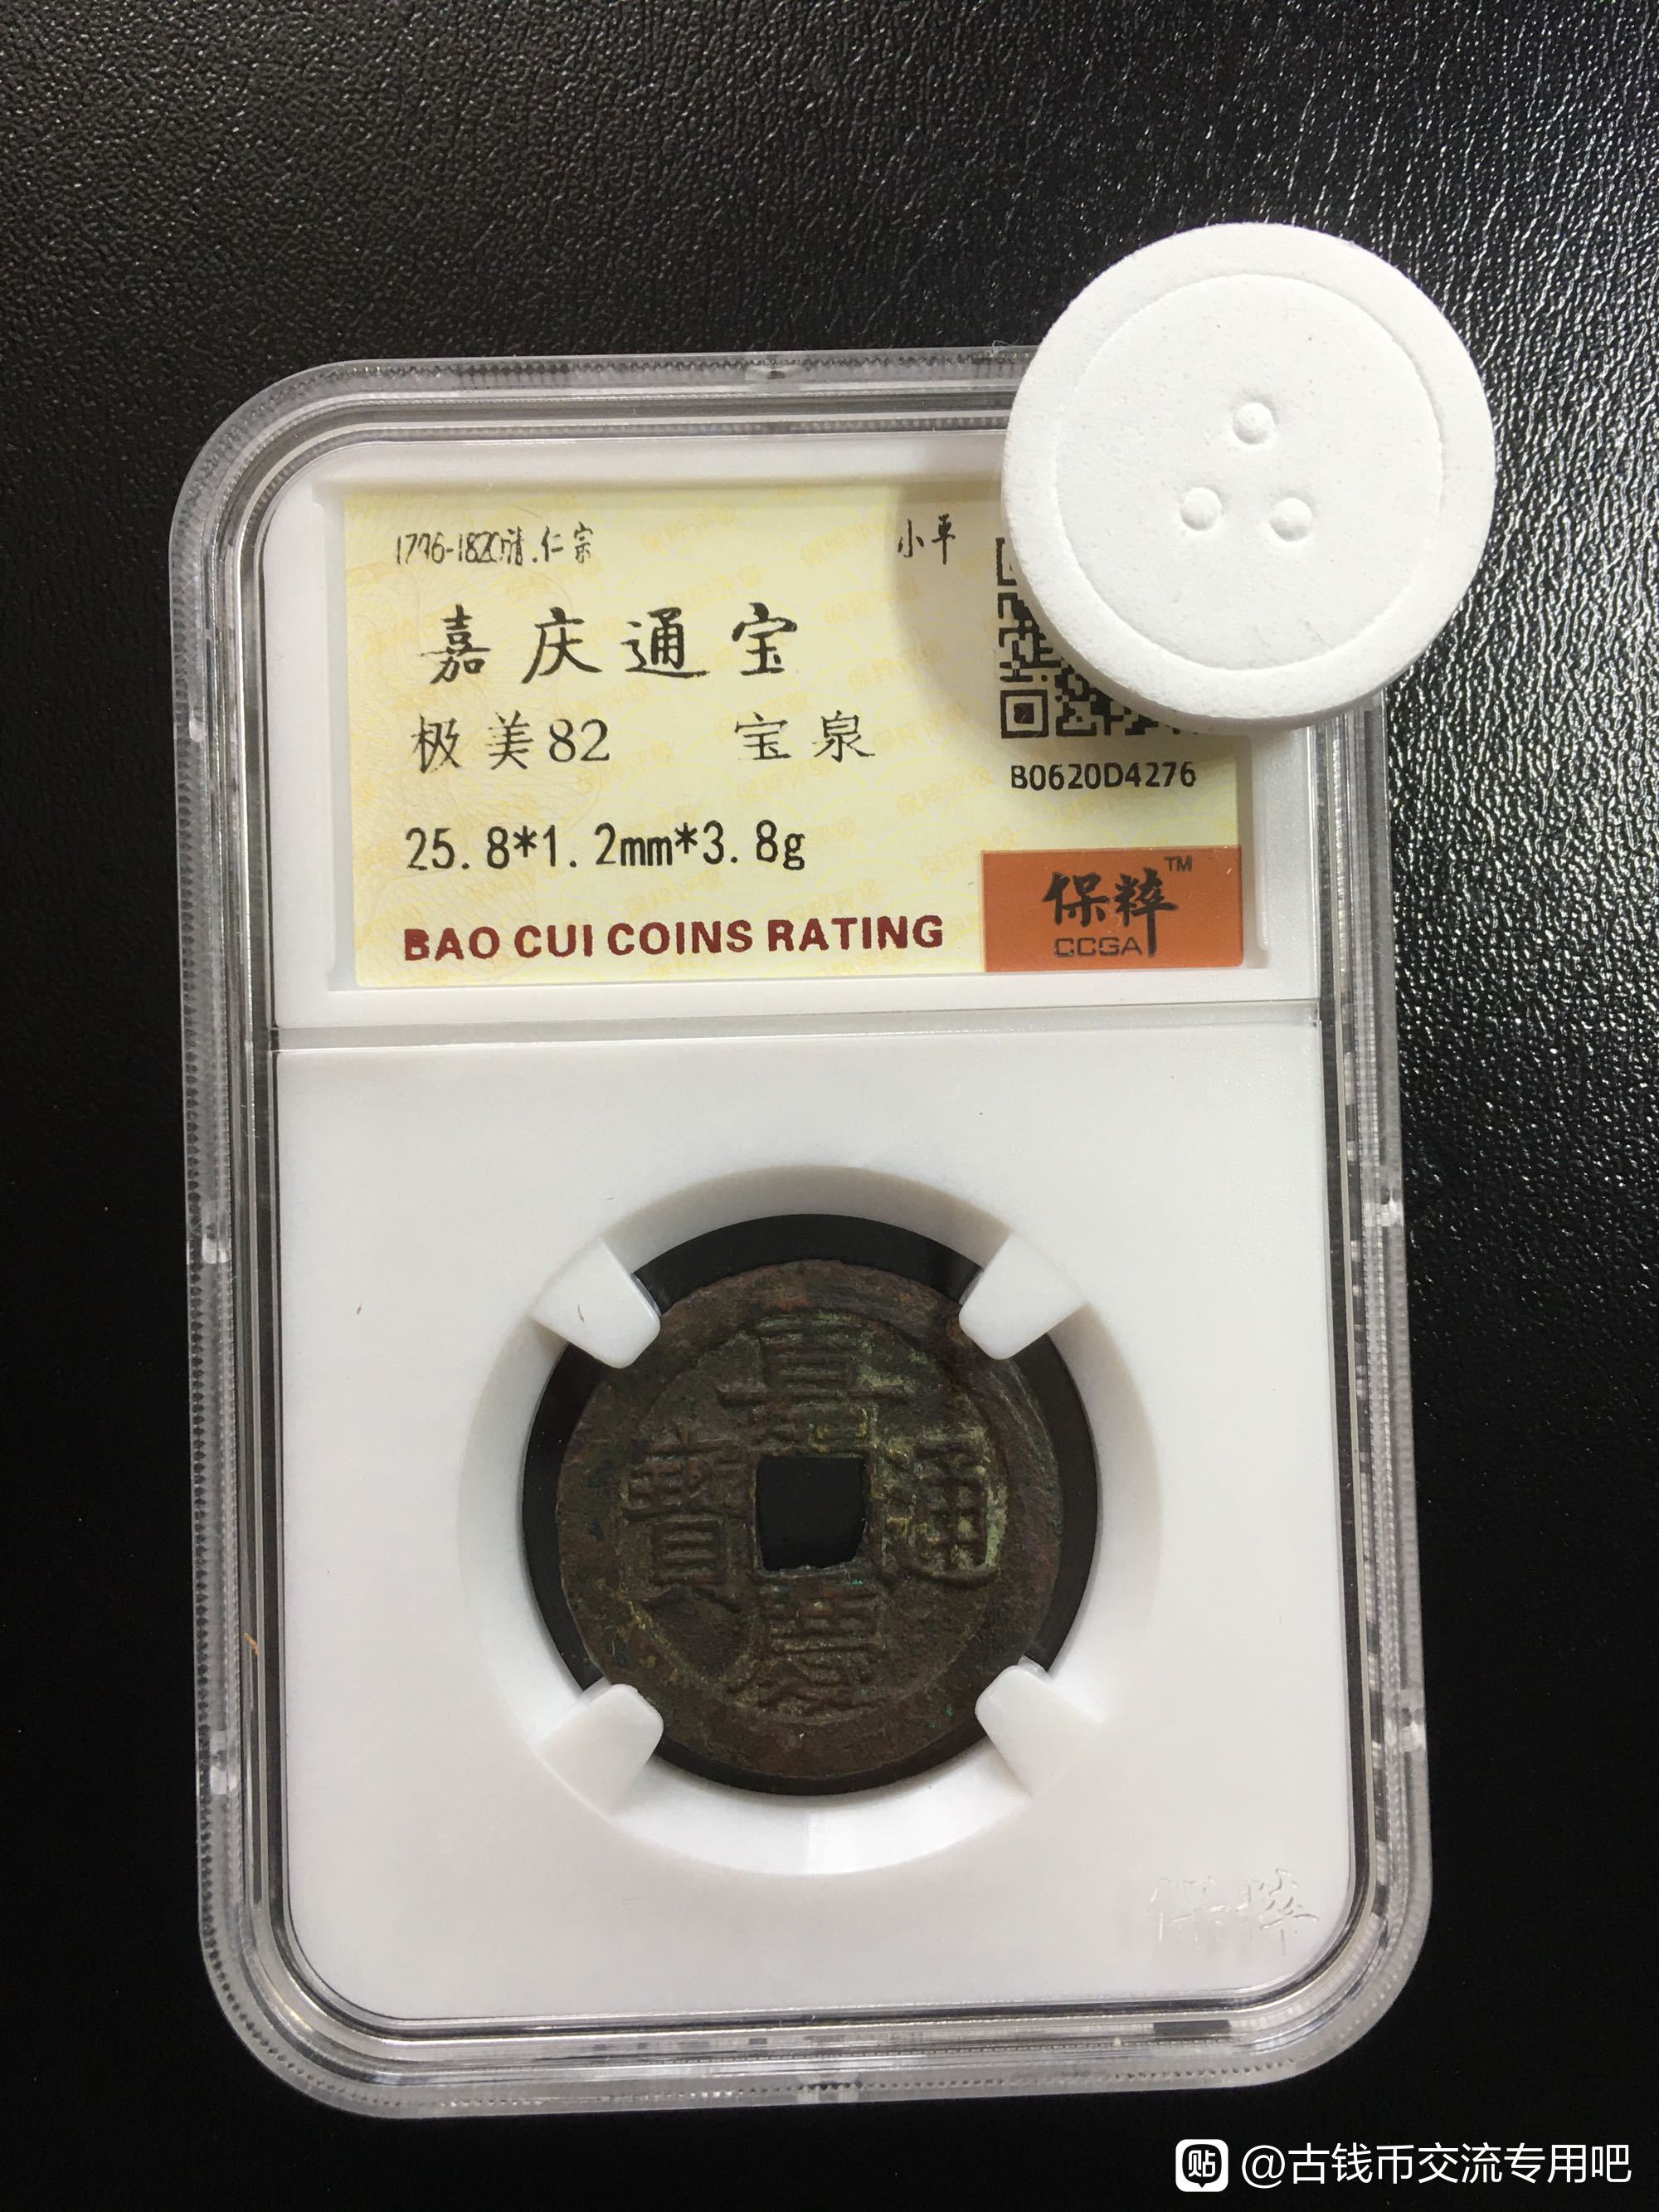 1796-1820清.仁宗
小平
嘉庆通宝
极美82 宝泉
B0620D4276
25.8*1.2mm*3.8g
保粹™
CCGA
BAO CUI COINS RATING
嘉
寶 通
慶
保粹
贴 @古钱币交流专用吧